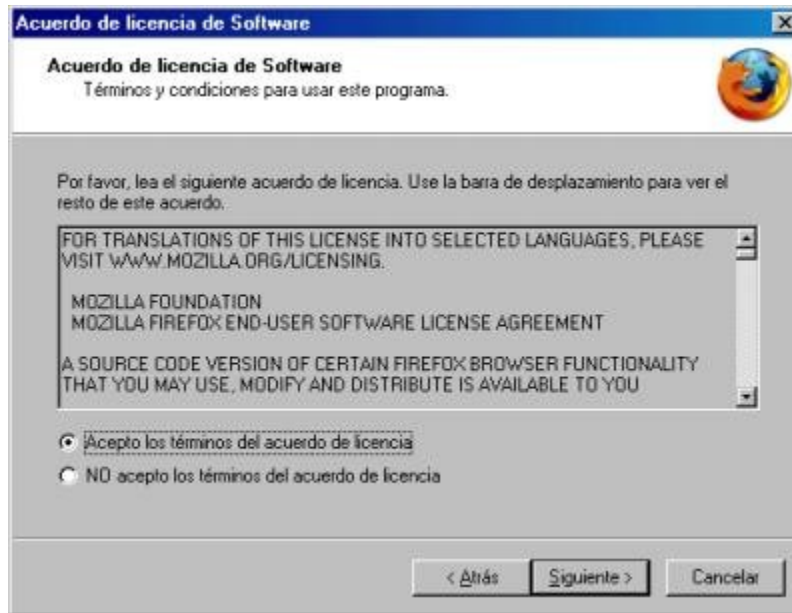 Acuerdo de licencia de Software
Acuerdo de licencia de Software
Términos y condiciones para usar este programa.
Por favor, lea el siguiente acuerdo de licencia. Use la barra de desplazamiento para ver el
resto de este acuerdo.
FOR TRANSLATIONS OF THIS LICENSE INTO SELECTED LANGUAGES, PLEASE
VISIT WWW.MOZILLA.ORG/LICENSING.
MOZILLA FOUNDATION
MOZILLA FIREFOX END-USER SOFTWARE LICENSE AGREEMENT
A SOURCE CODE VERSION OF CERTAIN FIREFOX BROWSER FUNCTIONALITY
THAT YOU MAY USE, MODIFY AND DISTRIBUTE IS AVAILABLE TO YOU
Acepto los términos del acuerdo de licencia
NO acepto los términos del acuerdo de licencia
< Atrás Siguiente > Cancelar